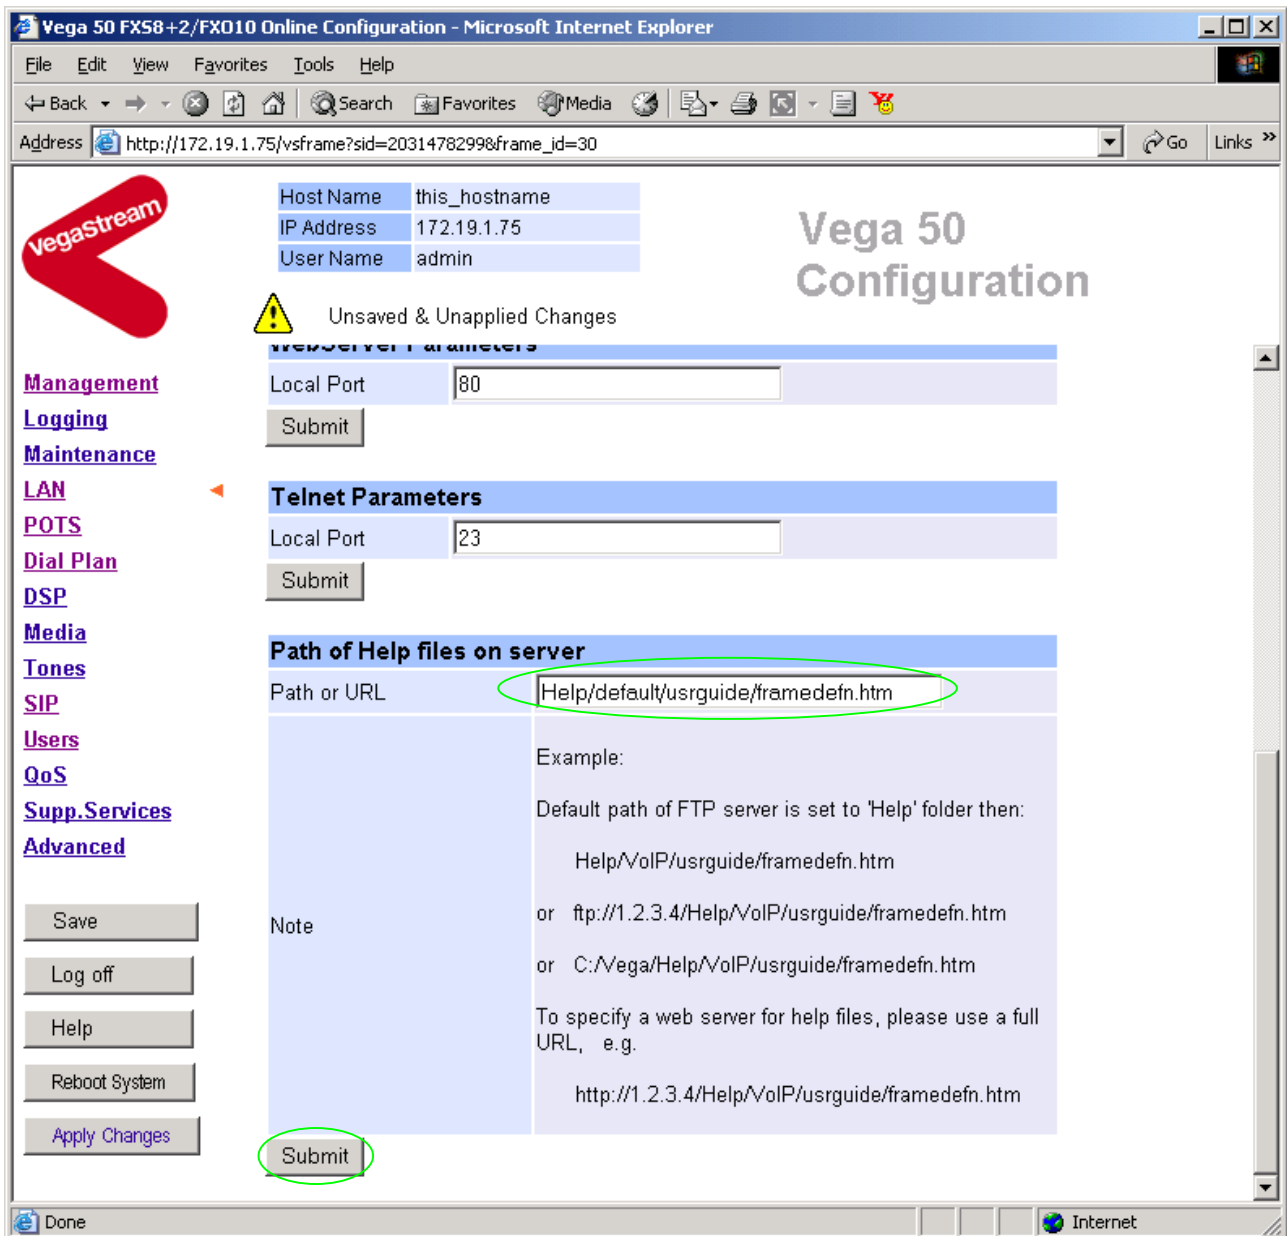 Vega 50 FXS8+2/FXO10 Online Configuration - Microsoft Internet Explorer
File Edit View Favorites Tools Help
Back Search Favorites Media
Address http://172.19.1.75/vsframe?sid=2031478299&frame_id=30 Go Links »
vegastream
Host Name this_hostname
IP Address 172.19.1.75
User Name admin
Vega 50
Configuration
Unsaved & Unapplied Changes
WebServer Parameters
Local Port 80
Submit
Telnet Parameters
Local Port 23
Submit
Path of Help files on server
Path or URL Help/default/usrguide/framedefn.htm
Note
Example:
Default path of FTP server is set to 'Help' folder then:
Help/VoIP/usrguide/framedefn.htm
or ftp://1.2.3.4/Help/VoIP/usrguide/framedefn.htm
or C:/Vega/Help/VoIP/usrguide/framedefn.htm
To specify a web server for help files, please use a full
URL, e.g.
http://1.2.3.4/Help/VoIP/usrguide/framedefn.htm
Submit
Management
Logging
Maintenance
LAN
POTS
Dial Plan
DSP
Media
Tones
SIP
Users
QoS
Supp.Services
Advanced
Save
Log off
Help
Reboot System
Apply Changes
Done Internet